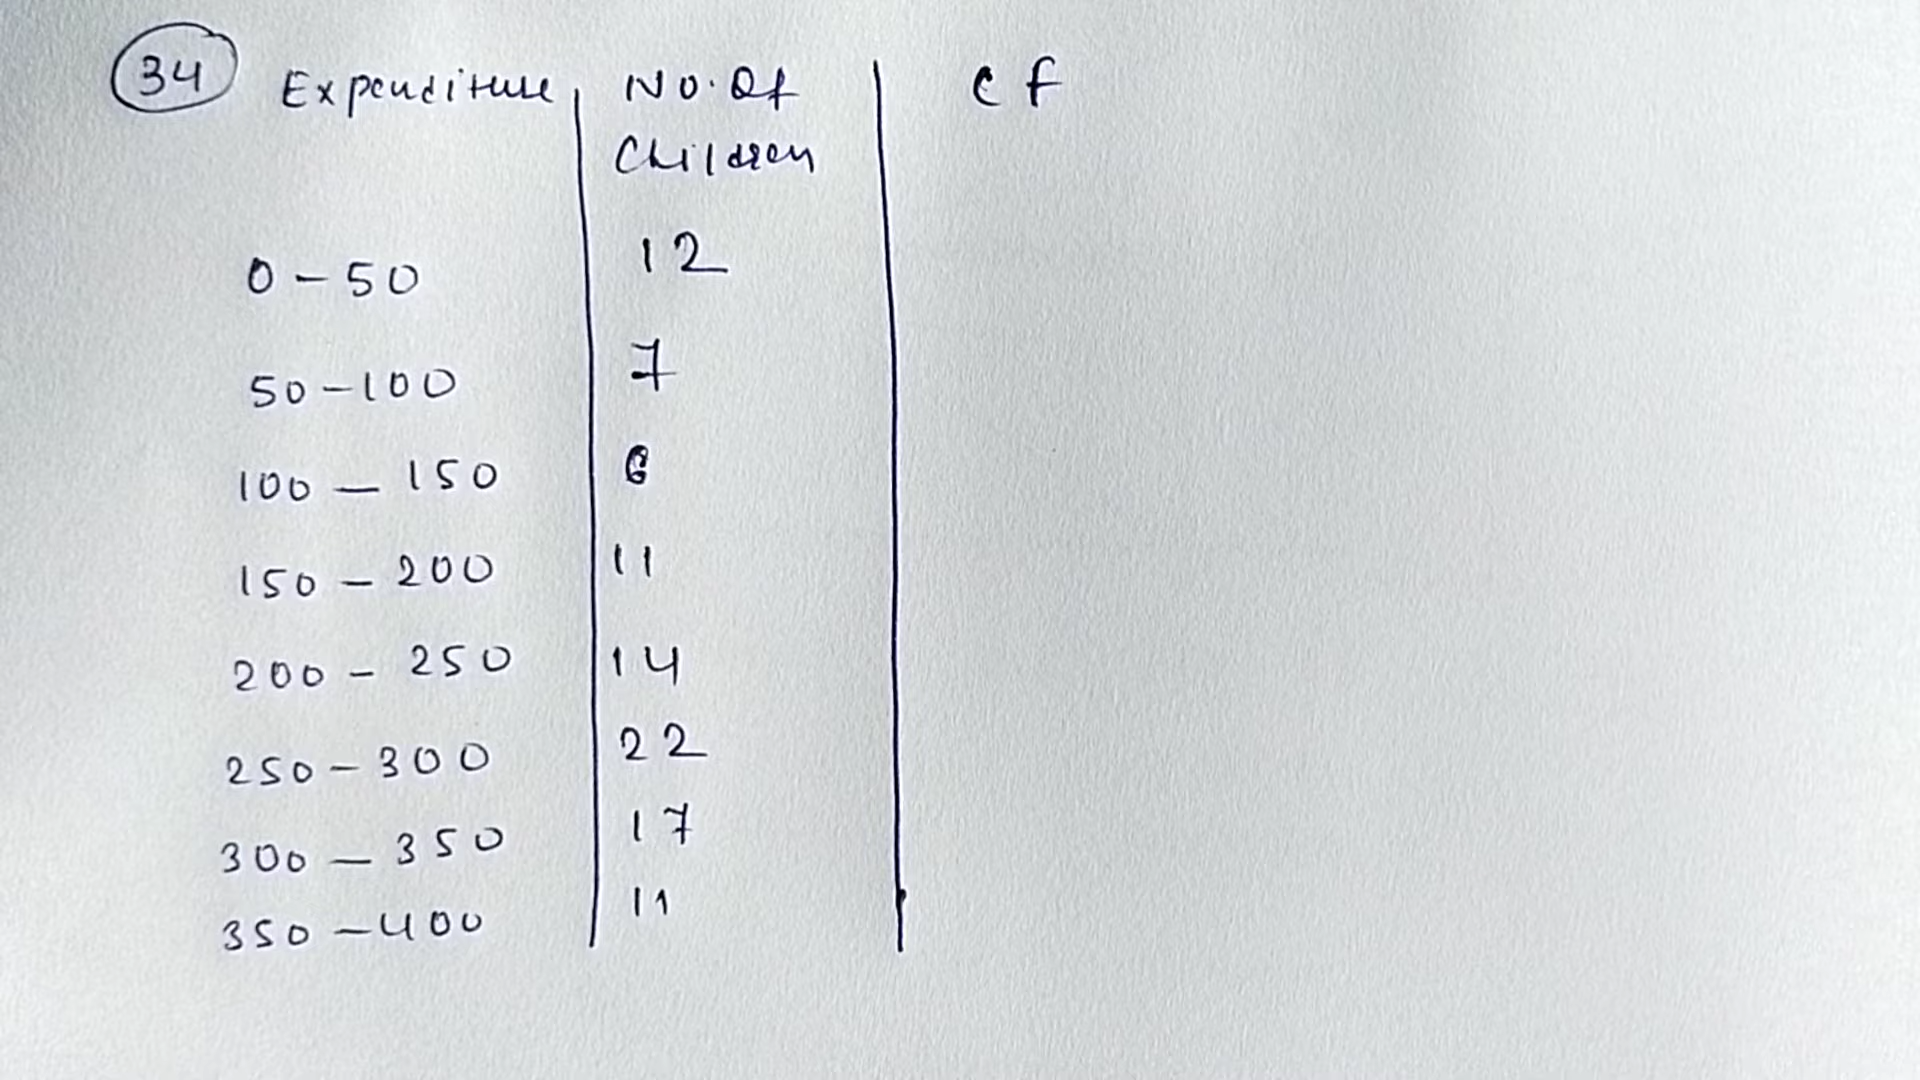 34 Expenditure No. Of Children cf
0 - 50 12
50 - 100 7
100 - 150 6
150 - 200 11
200 - 250 14
250 - 300 22
300 - 350 17
350 - 400 11